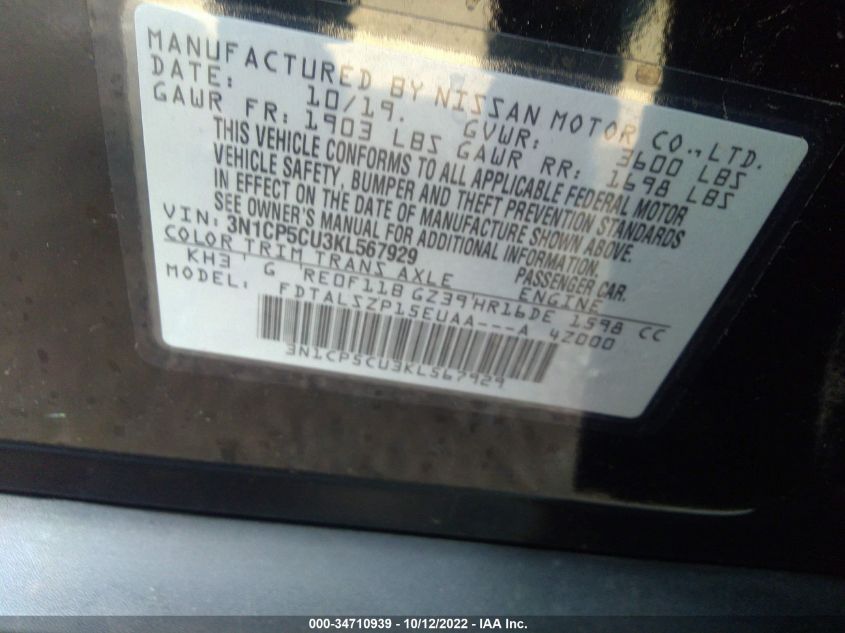 MANUFACTURED BY NISSAN MOTOR CO., LTD.
DATE: 10/19. GVWR: 3600 LBS
GAWR FR: 1903 LBS GAWR RR: 1698 LBS
THIS VEHICLE CONFORMS TO ALL APPLICABLE FEDERAL MOTOR
VEHICLE SAFETY, BUMPER AND THEFT PREVENTION STANDARDS
IN EFFECT ON THE DATE OF MANUFACTURE SHOWN ABOVE.
SEE OWNER'S MANUAL FOR ADDITIONAL INFORMATION.
VIN: 3N1CP5CU3KL567929 PASSENGER CAR.
COLOR TRIM TRANS AXLE ENGINE
KH3 ' G 'RE0F11B GZ39'HR16DE 1598 CC
MODEL: FDTALSZP15EUAA---A 4Z000
3N1CP5CU3KL567929
000-34710939 - 10/12/2022 - IAA Inc.